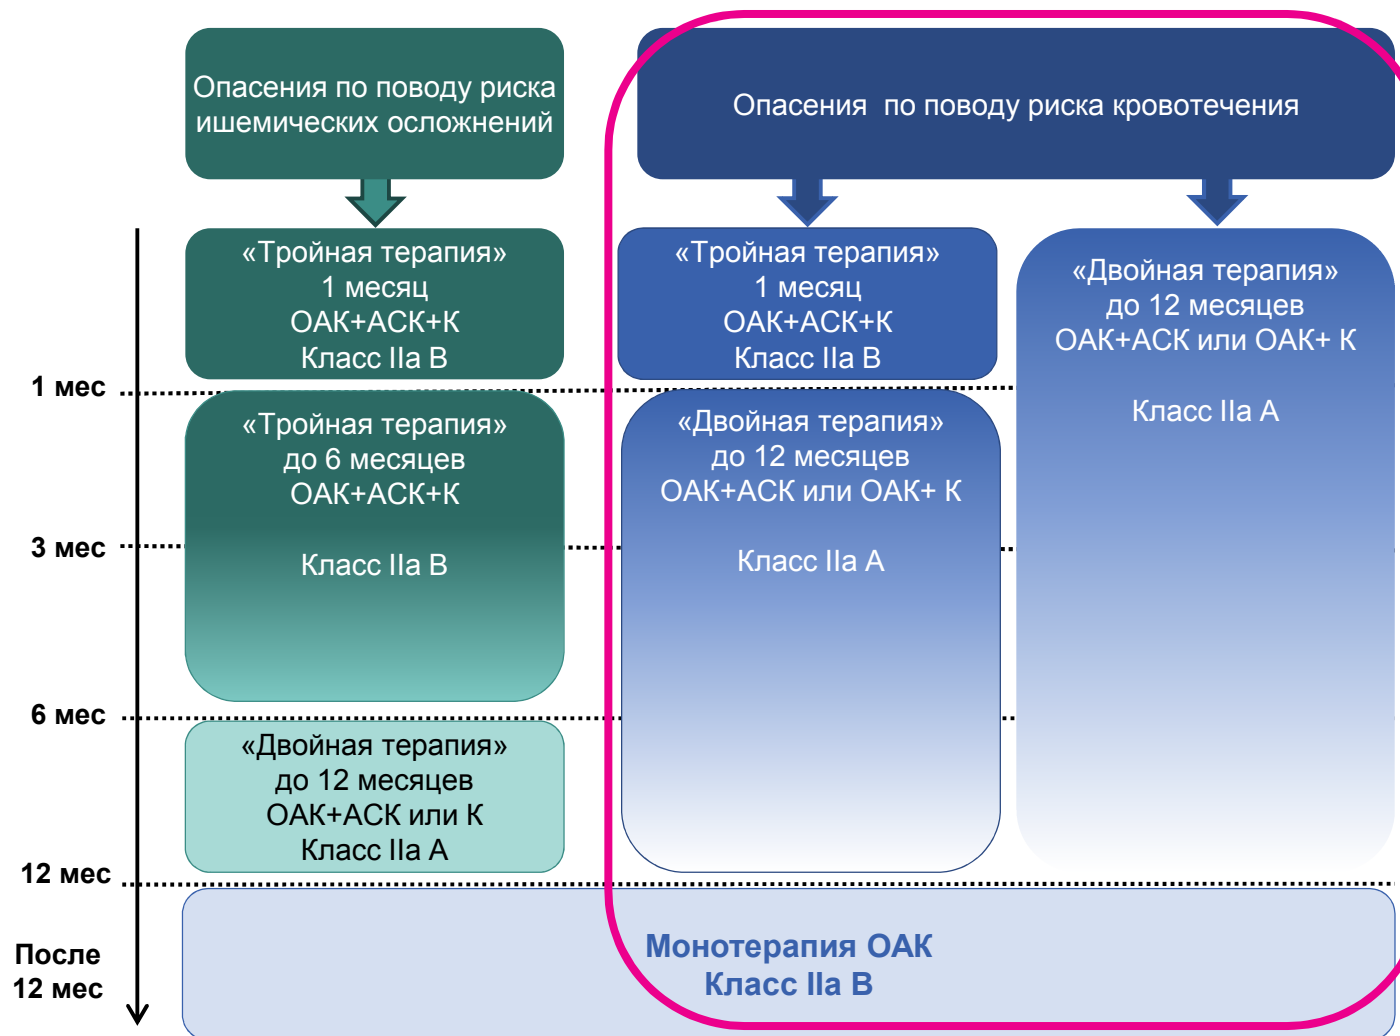 Опасения по поводу риска
ишемических осложнений
Опасения по поводу риска кровотечения
«Тройная терапия»
1 месяц
ОАК+АСК+К
Класс IIa B
«Тройная терапия»
1 месяц
ОАК+АСК+К
Класс IIa B
«Двойная терапия»
до 12 месяцев
ОАК+АСК или ОАК+ К
Класс IIa A
1 мес
«Тройная терапия»
до 6 месяцев
ОАК+АСК+К
Класс IIa B
«Двойная терапия»
до 12 месяцев
ОАК+АСК или ОАК+ К
Класс IIa A
3 мес
6 мес
«Двойная терапия»
до 12 месяцев
ОАК+АСК или К
Класс IIa A
12 мес
После
12 мес
Монотерапия ОАК
Класс IIa B